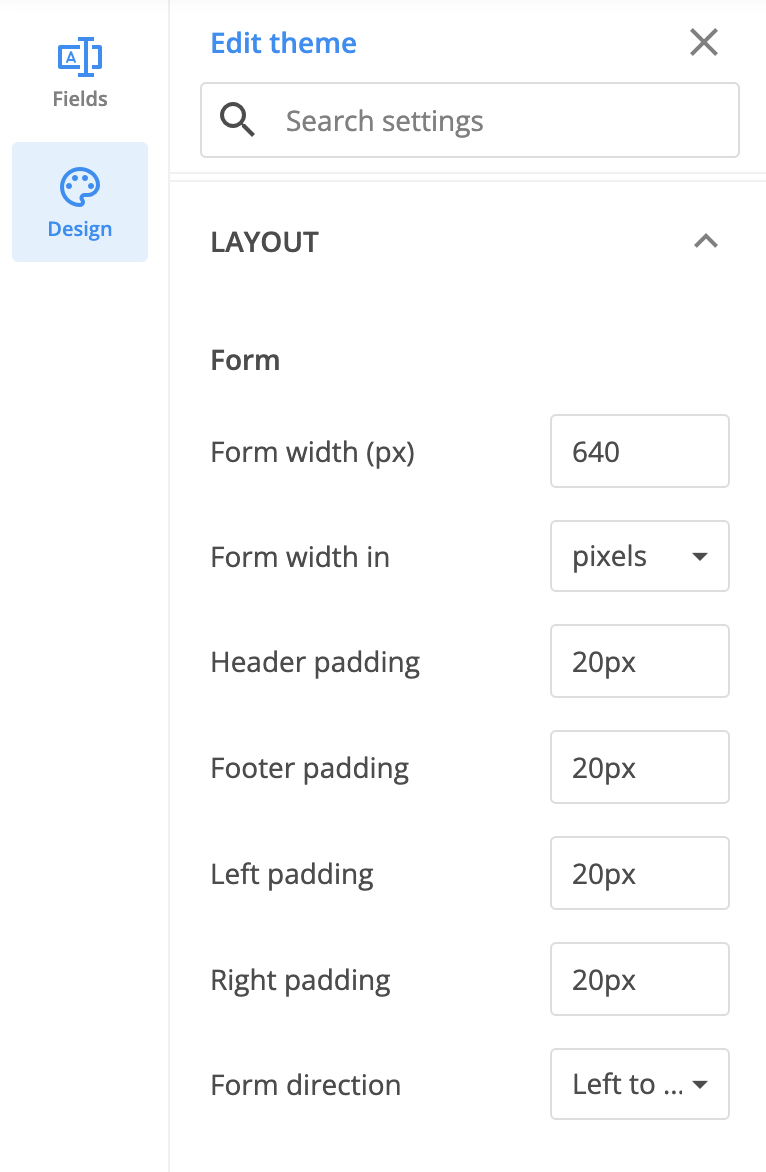 Fields
Design
Edit theme
Search settings
LAYOUT
Form
Form width (px) 640
Form width in pixels
Header padding 20px
Footer padding 20px
Left padding 20px
Right padding 20px
Form direction Left to ...